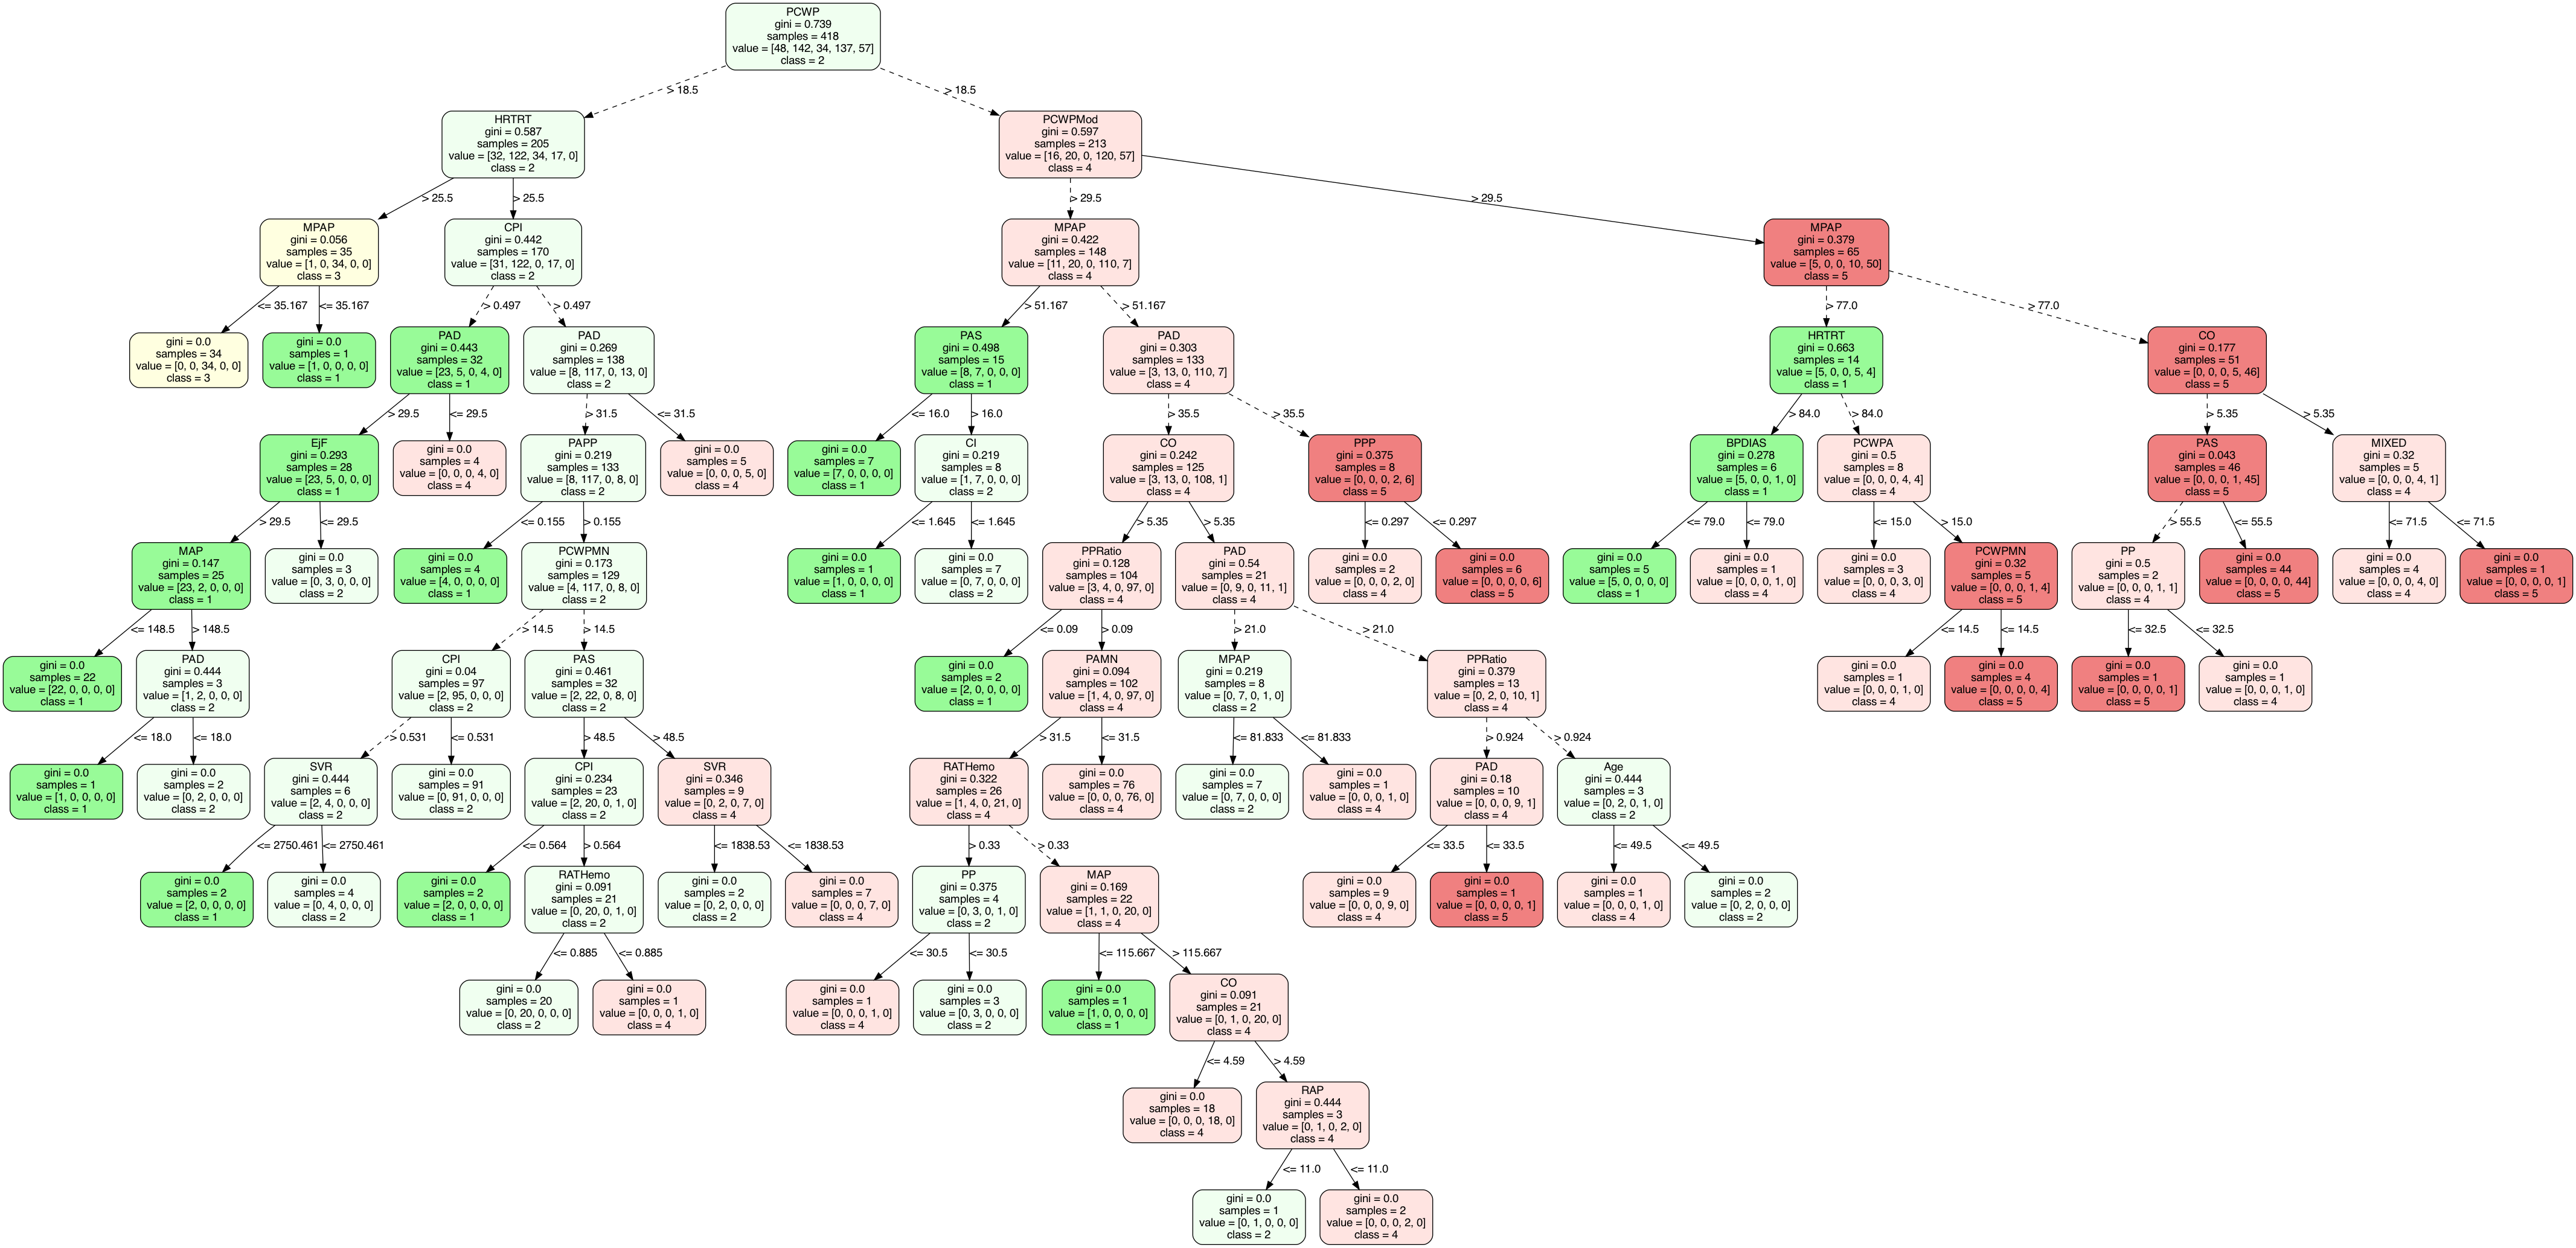 PCWP
gini = 0.739
samples = 418
value = [48, 142, 34, 137, 57]
class = 2
> 18.5
> 18.5
HRTRT
gini = 0.587
samples = 205
value = [32, 122, 34, 17, 0]
class = 2
PCWPMod
gini = 0.597
samples = 213
value = [16, 20, 0, 120, 57]
class = 4
> 25.5
> 25.5
> 29.5
> 29.5
MPAP
gini = 0.056
samples = 35
value = [1, 0, 34, 0, 0]
class = 3
CPI
gini = 0.442
samples = 170
value = [31, 122, 0, 17, 0]
class = 2
MPAP
gini = 0.422
samples = 148
value = [11, 20, 0, 110, 7]
class = 4
MPAP
gini = 0.379
samples = 65
value = [5, 0, 0, 10, 50]
class = 5
<= 35.167
<= 35.167
> 0.497
> 0.497
> 51.167
> 51.167
> 77.0
> 77.0
gini = 0.0
samples = 34
value = [0, 0, 34, 0, 0]
class = 3
gini = 0.0
samples = 1
value = [1, 0, 0, 0, 0]
class = 1
PAD
gini = 0.443
samples = 32
value = [23, 5, 0, 4, 0]
class = 1
PAD
gini = 0.269
samples = 138
value = [8, 117, 0, 13, 0]
class = 2
PAS
gini = 0.498
samples = 15
value = [8, 7, 0, 0, 0]
class = 1
PAD
gini = 0.303
samples = 133
value = [3, 13, 0, 110, 7]
class = 4
HRTRT
gini = 0.663
samples = 14
value = [5, 0, 0, 5, 4]
class = 1
CO
gini = 0.177
samples = 51
value = [0, 0, 0, 5, 46]
class = 5
> 29.5
<= 29.5
> 31.5
<= 31.5
<= 16.0
> 16.0
> 35.5
> 35.5
> 84.0
> 84.0
> 5.35
> 5.35
EjF
gini = 0.293
samples = 28
value = [23, 5, 0, 0, 0]
class = 1
gini = 0.0
samples = 4
value = [0, 0, 0, 4, 0]
class = 4
PAPP
gini = 0.219
samples = 133
value = [8, 117, 0, 8, 0]
class = 2
gini = 0.0
samples = 5
value = [0, 0, 0, 5, 0]
class = 4
gini = 0.0
samples = 7
value = [7, 0, 0, 0, 0]
class = 1
CI
gini = 0.219
samples = 8
value = [1, 7, 0, 0, 0]
class = 2
CO
gini = 0.242
samples = 125
value = [3, 13, 0, 108, 1]
class = 4
PPP
gini = 0.375
samples = 8
value = [0, 0, 0, 2, 6]
class = 5
BPDIAS
gini = 0.278
samples = 6
value = [5, 0, 0, 1, 0]
class = 1
PCWPA
gini = 0.5
samples = 8
value = [0, 0, 0, 4, 4]
class = 4
PAS
gini = 0.043
samples = 46
value = [0, 0, 0, 1, 45]
class = 5
MIXED
gini = 0.32
samples = 5
value = [0, 0, 0, 4, 1]
class = 4
> 29.5
<= 29.5
<= 0.155
> 0.155
<= 1.645
<= 1.645
> 5.35
> 5.35
<= 0.297
<= 0.297
<= 79.0
<= 79.0
<= 15.0
> 15.0
> 55.5
<= 55.5
<= 71.5
<= 71.5
MAP
gini = 0.147
samples = 25
value = [23, 2, 0, 0, 0]
class = 1
gini = 0.0
samples = 3
value = [0, 3, 0, 0, 0]
class = 2
gini = 0.0
samples = 4
value = [4, 0, 0, 0, 0]
class = 1
PCWPMN
gini = 0.173
samples = 129
value = [4, 117, 0, 8, 0]
class = 2
gini = 0.0
samples = 1
value = [1, 0, 0, 0, 0]
class = 1
gini = 0.0
samples = 7
value = [0, 7, 0, 0, 0]
class = 2
PPRatio
gini = 0.128
samples = 104
value = [3, 4, 0, 97, 0]
class = 4
PAD
gini = 0.54
samples = 21
value = [0, 9, 0, 11, 1]
class = 4
gini = 0.0
samples = 2
value = [0, 0, 0, 2, 0]
class = 4
gini = 0.0
samples = 6
value = [0, 0, 0, 0, 6]
class = 5
gini = 0.0
samples = 5
value = [5, 0, 0, 0, 0]
class = 1
gini = 0.0
samples = 1
value = [0, 0, 0, 1, 0]
class = 4
gini = 0.0
samples = 3
value = [0, 0, 0, 3, 0]
class = 4
PCWPMN
gini = 0.32
samples = 5
value = [0, 0, 0, 1, 4]
class = 5
PP
gini = 0.5
samples = 2
value = [0, 0, 0, 1, 1]
class = 4
gini = 0.0
samples = 44
value = [0, 0, 0, 0, 44]
class = 5
gini = 0.0
samples = 4
value = [0, 0, 0, 4, 0]
class = 4
gini = 0.0
samples = 1
value = [0, 0, 0, 0, 1]
class = 5
<= 148.5
> 148.5
> 14.5
> 14.5
<= 0.09
> 0.09
> 21.0
> 21.0
<= 14.5
<= 14.5
<= 32.5
<= 32.5
gini = 0.0
samples = 22
value = [22, 0, 0, 0, 0]
class = 1
PAD
gini = 0.444
samples = 3
value = [1, 2, 0, 0, 0]
class = 2
CPI
gini = 0.04
samples = 97
value = [2, 95, 0, 0, 0]
class = 2
PAS
gini = 0.461
samples = 32
value = [2, 22, 0, 8, 0]
class = 2
gini = 0.0
samples = 2
value = [2, 0, 0, 0, 0]
class = 1
PAMN
gini = 0.094
samples = 102
value = [1, 4, 0, 97, 0]
class = 4
MPAP
gini = 0.219
samples = 8
value = [0, 7, 0, 1, 0]
class = 2
PPRatio
gini = 0.379
samples = 13
value = [0, 2, 0, 10, 1]
class = 4
gini = 0.0
samples = 1
value = [0, 0, 0, 1, 0]
class = 4
gini = 0.0
samples = 4
value = [0, 0, 0, 0, 4]
class = 5
gini = 0.0
samples = 1
value = [0, 0, 0, 0, 1]
class = 5
gini = 0.0
samples = 1
value = [0, 0, 0, 1, 0]
class = 4
<= 18.0
<= 18.0
> 0.531
<= 0.531
> 48.5
> 48.5
> 31.5
<= 31.5
<= 81.833
<= 81.833
> 0.924
> 0.924
gini = 0.0
samples = 1
value = [1, 0, 0, 0, 0]
class = 1
gini = 0.0
samples = 2
value = [0, 2, 0, 0, 0]
class = 2
SVR
gini = 0.444
samples = 6
value = [2, 4, 0, 0, 0]
class = 2
gini = 0.0
samples = 91
value = [0, 91, 0, 0, 0]
class = 2
CPI
gini = 0.234
samples = 23
value = [2, 20, 0, 1, 0]
class = 2
SVR
gini = 0.346
samples = 9
value = [0, 2, 0, 7, 0]
class = 4
RATHemo
gini = 0.322
samples = 26
value = [1, 4, 0, 21, 0]
class = 4
gini = 0.0
samples = 76
value = [0, 0, 0, 76, 0]
class = 4
gini = 0.0
samples = 7
value = [0, 7, 0, 0, 0]
class = 2
gini = 0.0
samples = 1
value = [0, 0, 0, 1, 0]
class = 4
PAD
gini = 0.18
samples = 10
value = [0, 0, 0, 9, 1]
class = 4
Age
gini = 0.444
samples = 3
value = [0, 2, 0, 1, 0]
class = 2
<= 2750.461
<= 2750.461
<= 0.564
> 0.564
<= 1838.53
<= 1838.53
> 0.33
> 0.33
<= 33.5
<= 33.5
<= 49.5
<= 49.5
gini = 0.0
samples = 2
value = [2, 0, 0, 0, 0]
class = 1
gini = 0.0
samples = 4
value = [0, 4, 0, 0, 0]
class = 2
gini = 0.0
samples = 2
value = [2, 0, 0, 0, 0]
class = 1
RATHemo
gini = 0.091
samples = 21
value = [0, 20, 0, 1, 0]
class = 2
gini = 0.0
samples = 2
value = [0, 2, 0, 0, 0]
class = 2
gini = 0.0
samples = 7
value = [0, 0, 0, 7, 0]
class = 4
PP
gini = 0.375
samples = 4
value = [0, 3, 0, 1, 0]
class = 2
MAP
gini = 0.169
samples = 22
value = [1, 1, 0, 20, 0]
class = 4
gini = 0.0
samples = 9
value = [0, 0, 0, 9, 0]
class = 4
gini = 0.0
samples = 1
value = [0, 0, 0, 0, 1]
class = 5
gini = 0.0
samples = 1
value = [0, 0, 0, 1, 0]
class = 4
gini = 0.0
samples = 2
value = [0, 2, 0, 0, 0]
class = 2
<= 0.885
<= 0.885
<= 30.5
<= 30.5
<= 115.667
> 115.667
gini = 0.0
samples = 20
value = [0, 20, 0, 0, 0]
class = 2
gini = 0.0
samples = 1
value = [0, 0, 0, 1, 0]
class = 4
gini = 0.0
samples = 1
value = [0, 0, 0, 1, 0]
class = 4
gini = 0.0
samples = 3
value = [0, 3, 0, 0, 0]
class = 2
gini = 0.0
samples = 1
value = [1, 0, 0, 0, 0]
class = 1
CO
gini = 0.091
samples = 21
value = [0, 1, 0, 20, 0]
class = 4
<= 4.59
> 4.59
gini = 0.0
samples = 18
value = [0, 0, 0, 18, 0]
class = 4
RAP
gini = 0.444
samples = 3
value = [0, 1, 0, 2, 0]
class = 4
<= 11.0
<= 11.0
gini = 0.0
samples = 1
value = [0, 1, 0, 0, 0]
class = 2
gini = 0.0
samples = 2
value = [0, 0, 0, 2, 0]
class = 4